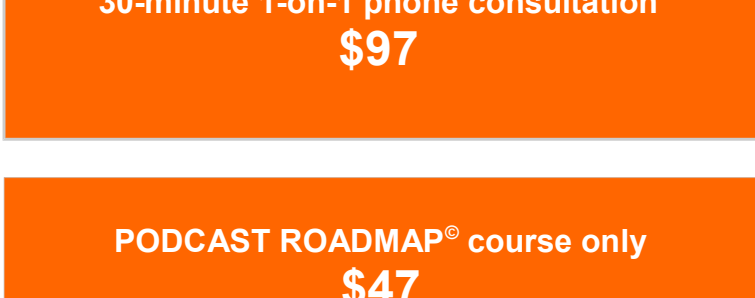 30-minute 1-on-1 phone consultation
$97
PODCAST ROADMAP© course only
$47